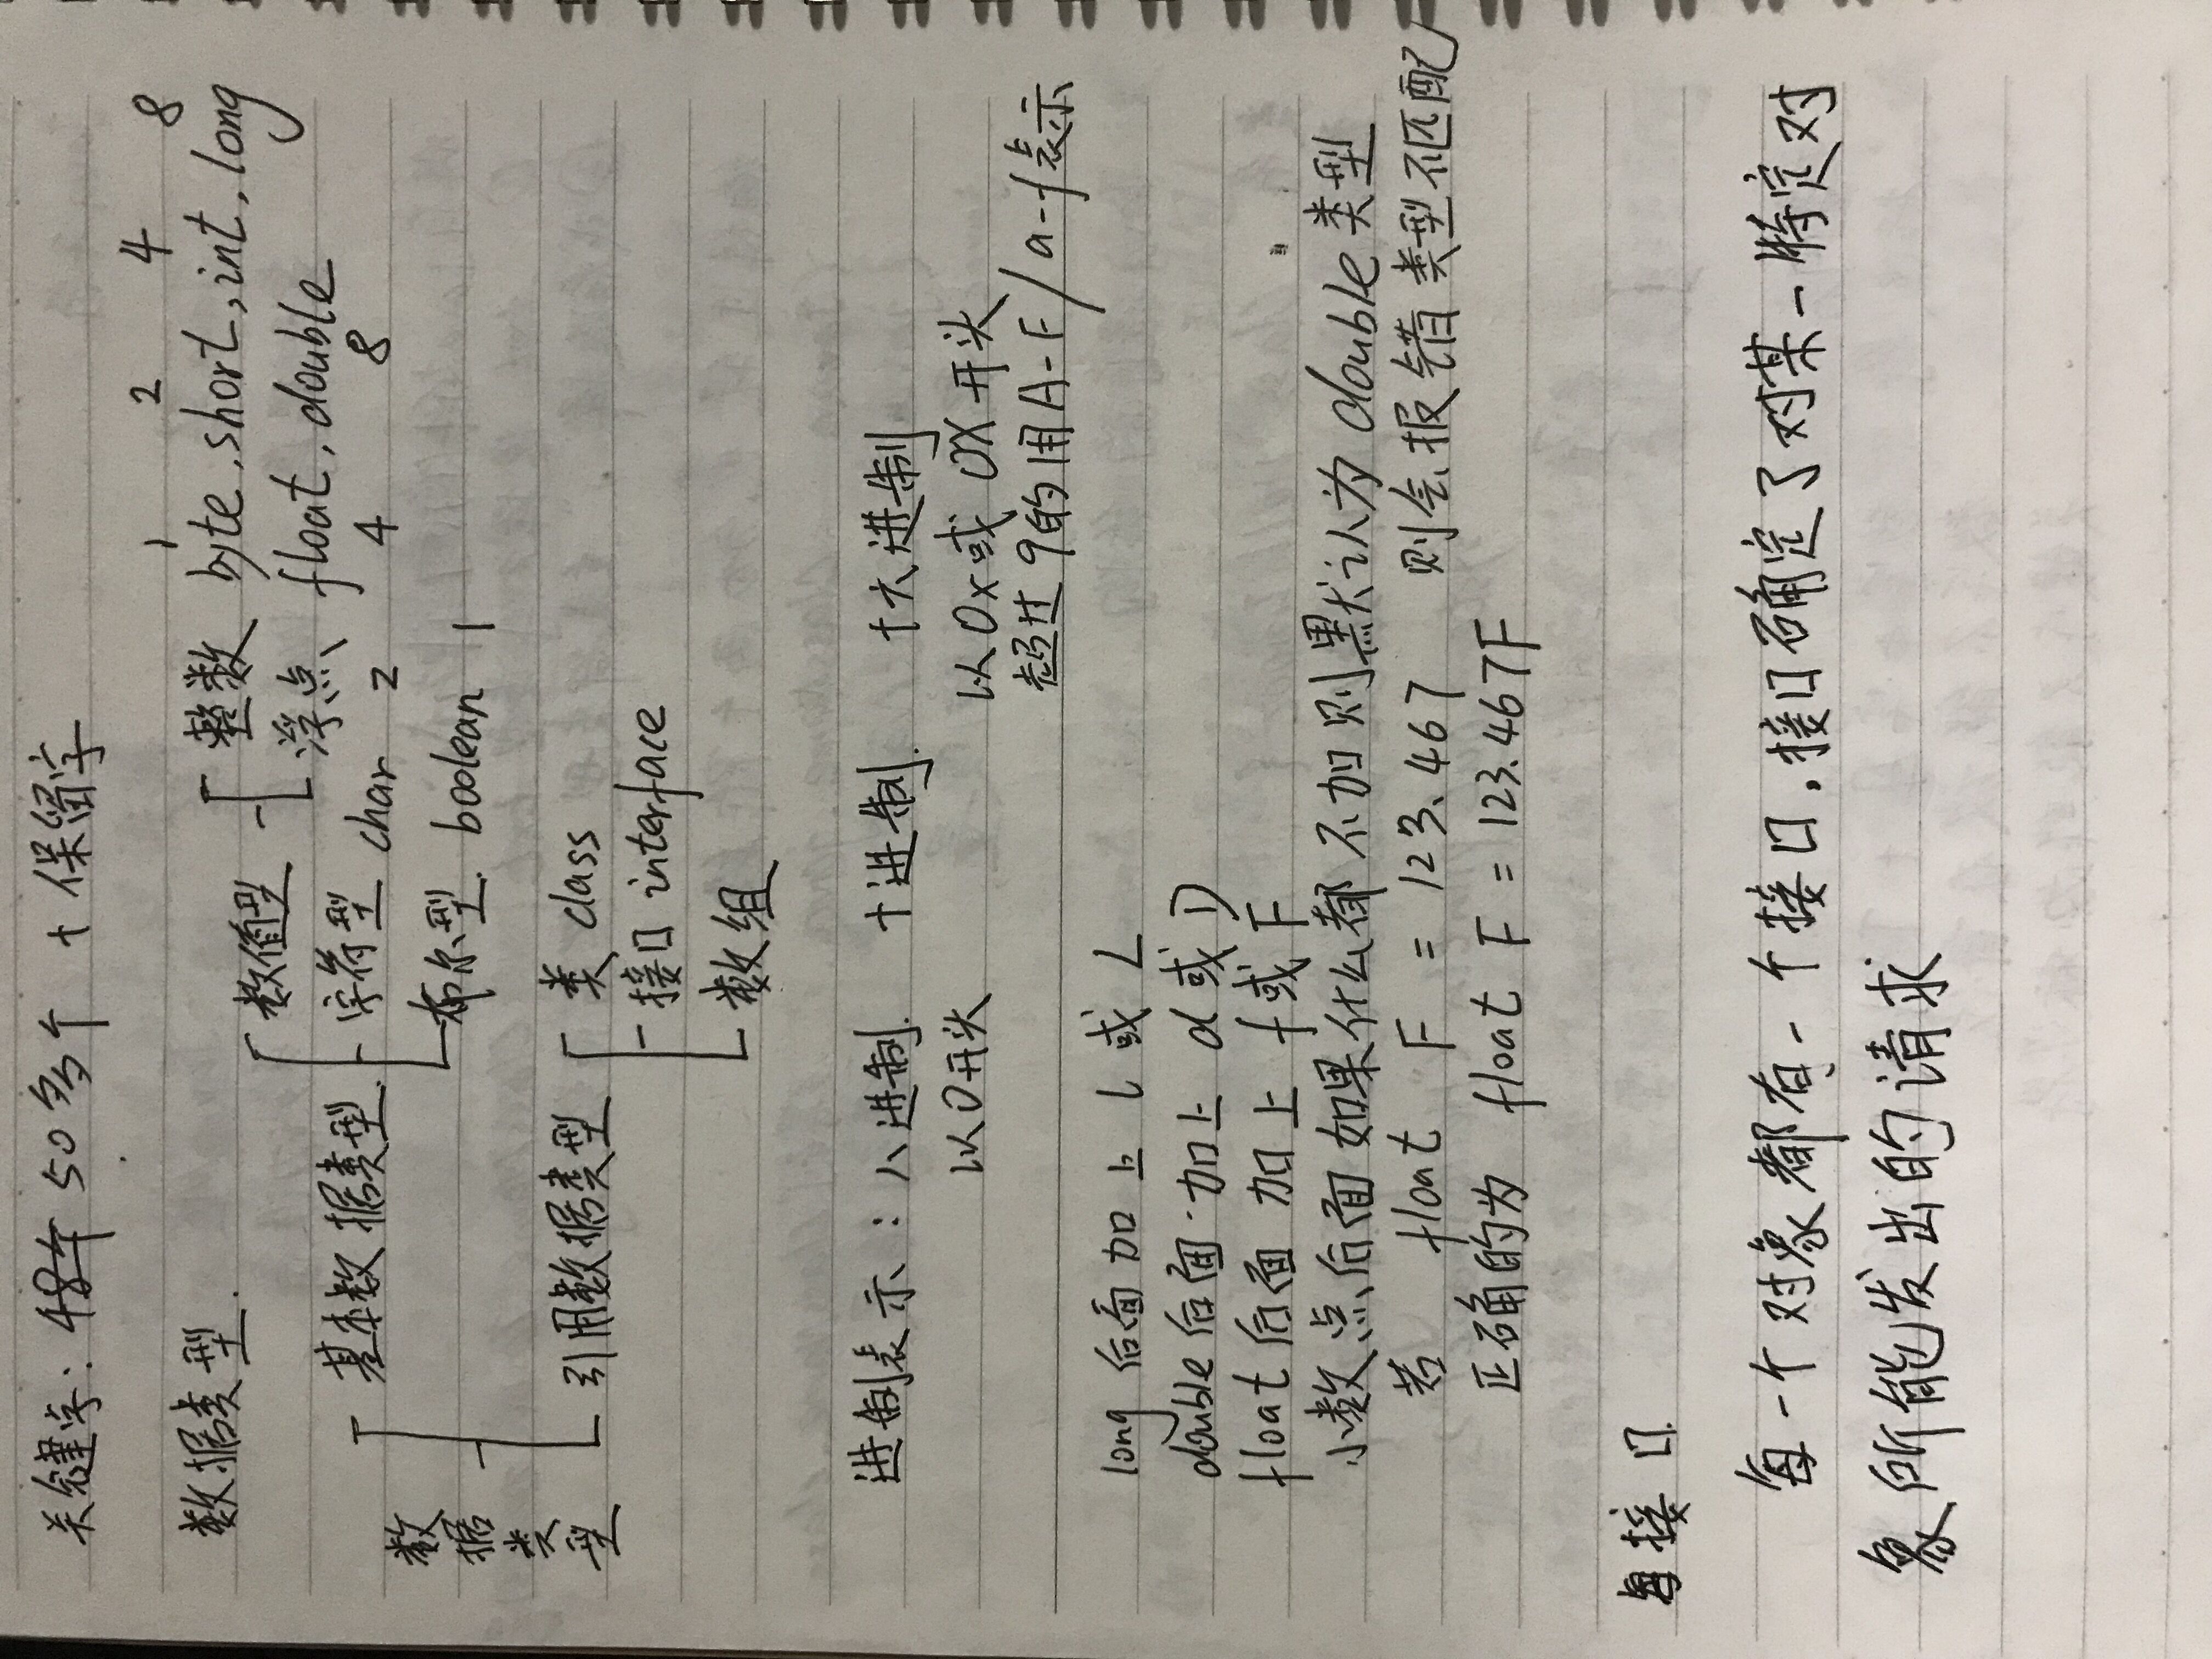 关键字: 48个 50多个 + 保留字
1 2 4 8
数据类型.
整数 byte,short,int,long
数值型
浮点 float,double
基本数据类型
字符型 char 2 4 8
布尔型. boolean 1
数据类型
引用数据类型
类 class
接口 interface
数组
进制表示: 八进制. 十进制. 十六进制
以0开头 以0x或0X开头
超过9的用A-F/a-f表示
long 后面加上 l 或 L
double后面加上 d或D
float后面 加上 f或F
小数点后面如果什么都不加则默认为double类型
若 float F = 123.467 则会报错类型不匹配
正确的为 float F = 123.467F
接口
每一个对象都有一个接口.接口确定了对某一特定对
象所能发出的请求